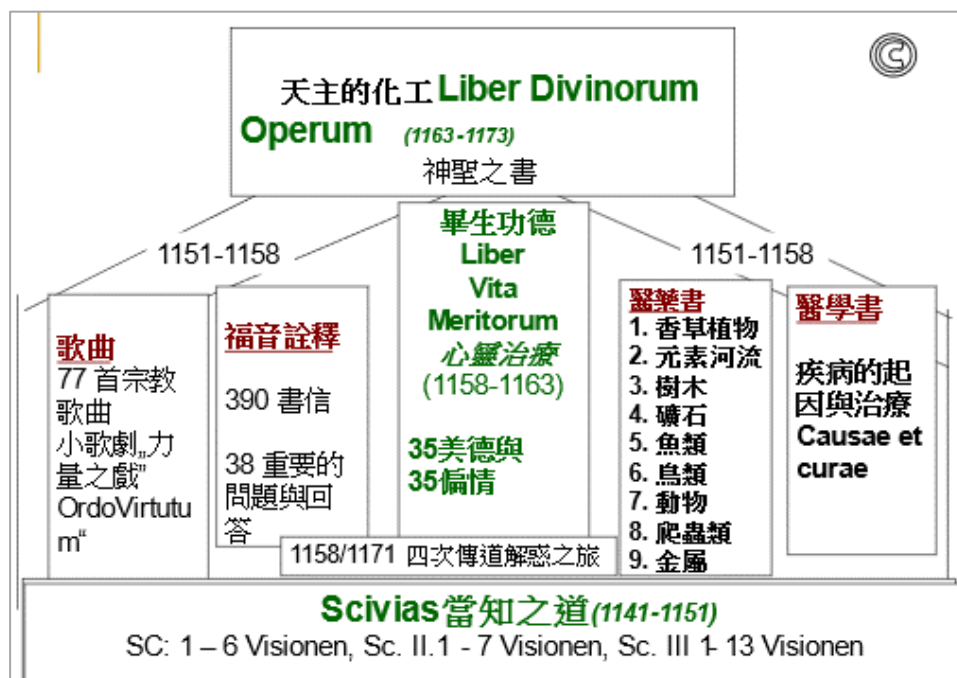 天主的化工Liber Divinorum
Operum (1163-1173)
神聖之書
1151-1158
1151-1158
歌曲
77 首宗教
歌曲
小歌劇„力
量之戲”
OrdoVirtutu
m“
福音詮釋
390 書信
38 重要的
問題與回
答
畢生功德
Liber
Vita
Meritorum
心靈治療
(1158-1163)
35美德與
35偏情
醫藥書
1. 香草植物
2. 元素河流
3. 樹木
4. 礦石
5. 魚類
6. 鳥類
7. 動物
8. 爬蟲類
9. 金屬
醫學書
疾病的起
因與治療
Causae et
curae
1158/1171 四次傳道解惑之旅
Scivias當知之道(1141-1151)
SC: 1 – 6 Visionen, Sc. II.1 - 7 Visionen, Sc. III 1- 13 Visionen